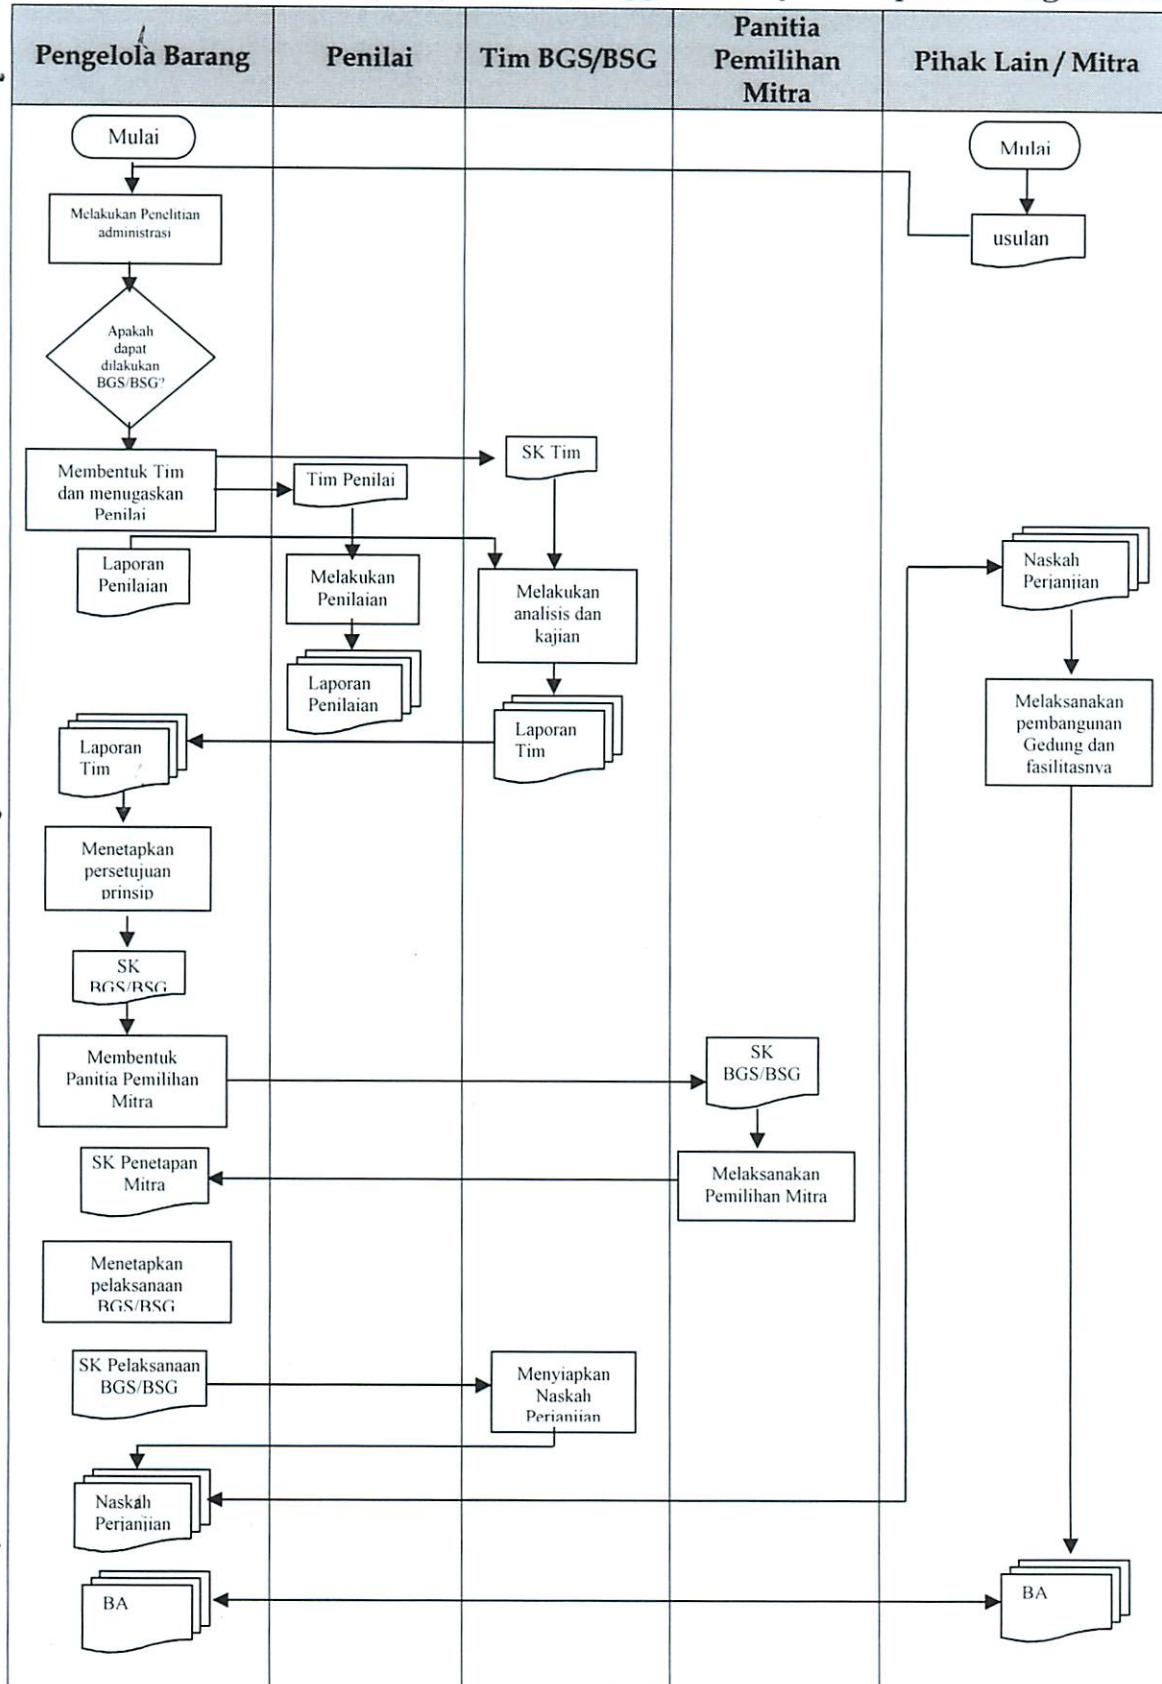 Pengelola Barang
Penilai
Tim BGS/BSG
Panitia
Pemilihan
Mitra
Pihak Lain / Mitra
Mulai
Mulai
Melakukan Penelitian
administrasi
usulan
Apakah
dapat
dilakukan
BGS/BSG?
Membentuk Tim
dan menugaskan
Penilai
Tim Penilai
SK Tim
Laporan
Penilaian
Melakukan
Penilaian
Melakukan
analisis dan
kajian
Naskah
Perjanjian
Laporan
Penilaian
Laporan
Tim
Laporan
Tim
Melaksanakan
pembangunan
Gedung dan
fasilitasnya
Menetapkan
persetujuan
prinsip
SK
BGS/BSG
Membentuk
Panitia Pemilihan
Mitra
SK
BGS/BSG
SK Penetapan
Mitra
Melaksanakan
Pemilihan Mitra
Menetapkan
pelaksanaan
BGS/BSG
SK Pelaksanaan
BGS/BSG
Menyiapkan
Naskah
Perjanjian
Naskah
Perjanjian
BA
BA